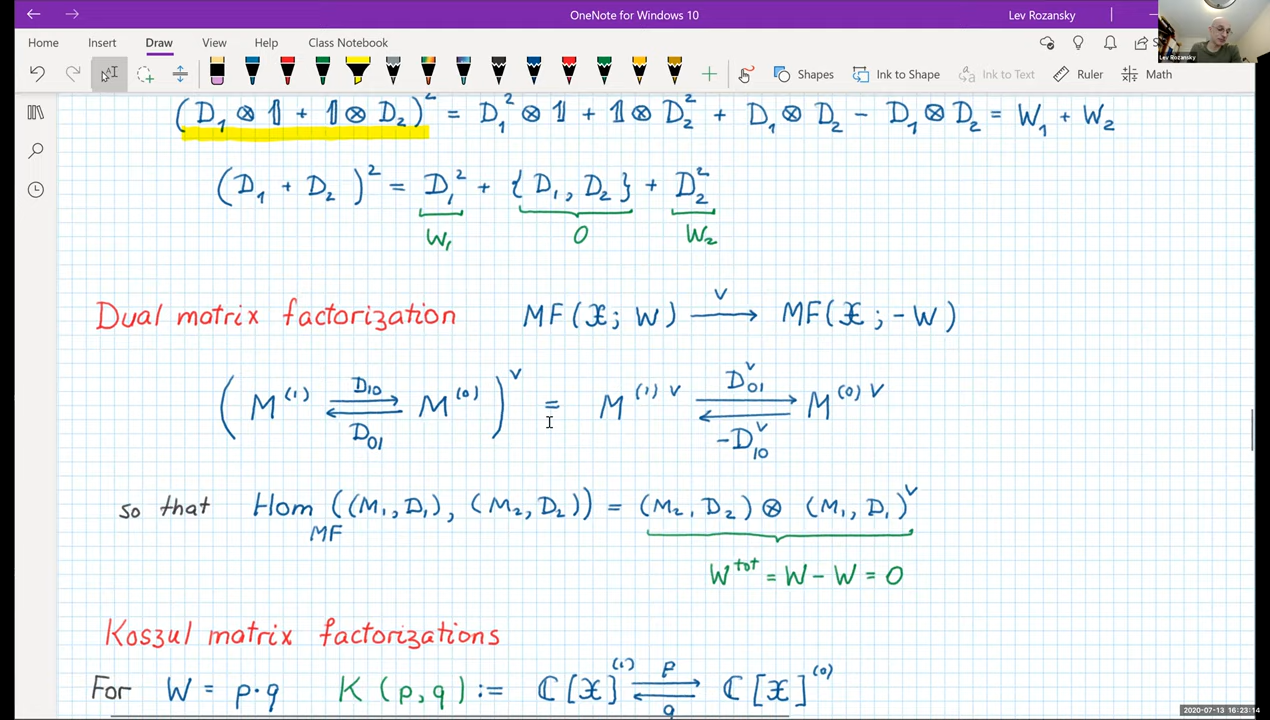 OneNote for Windows 10
Lev Rozansky
Home Insert Draw View Help Class Notebook
Shapes Ink to Shape Ink to Text Ruler Math
(D₁ ⊗ 𝟙 + 𝟙 ⊗ D₂)² = D₁² ⊗ 𝟙 + 𝟙 ⊗ D₂² + D₁ ⊗ D₂ − D₁ ⊗ D₂ = W₁ + W₂
(D₁ + D₂)² = D₁² + {D₁, D₂} + D₂²
W₁ 0 W₂
Dual matrix factorization MF(𝒳; W) →^∨ MF(𝒳; −W)
(M⁽¹⁾ ⇄ M⁽⁰⁾)^∨ = M⁽¹⁾^∨ ⇄ M⁽⁰⁾^∨
D₁₀ D₀₁^∨
D₀₁ −D₁₀^∨
so that Hom_MF ((M₁, D₁), (M₂, D₂)) = (M₂, D₂) ⊗ (M₁, D₁)^∨
W^tot = W − W = 0
Koszul matrix factorizations
For W = p·q K(p, q) := ℂ[𝒳]⁽¹⁾ ⇄ ℂ[𝒳]⁽⁰⁾
p
q
Lev Rozansky
2020-07-13 16:23:14